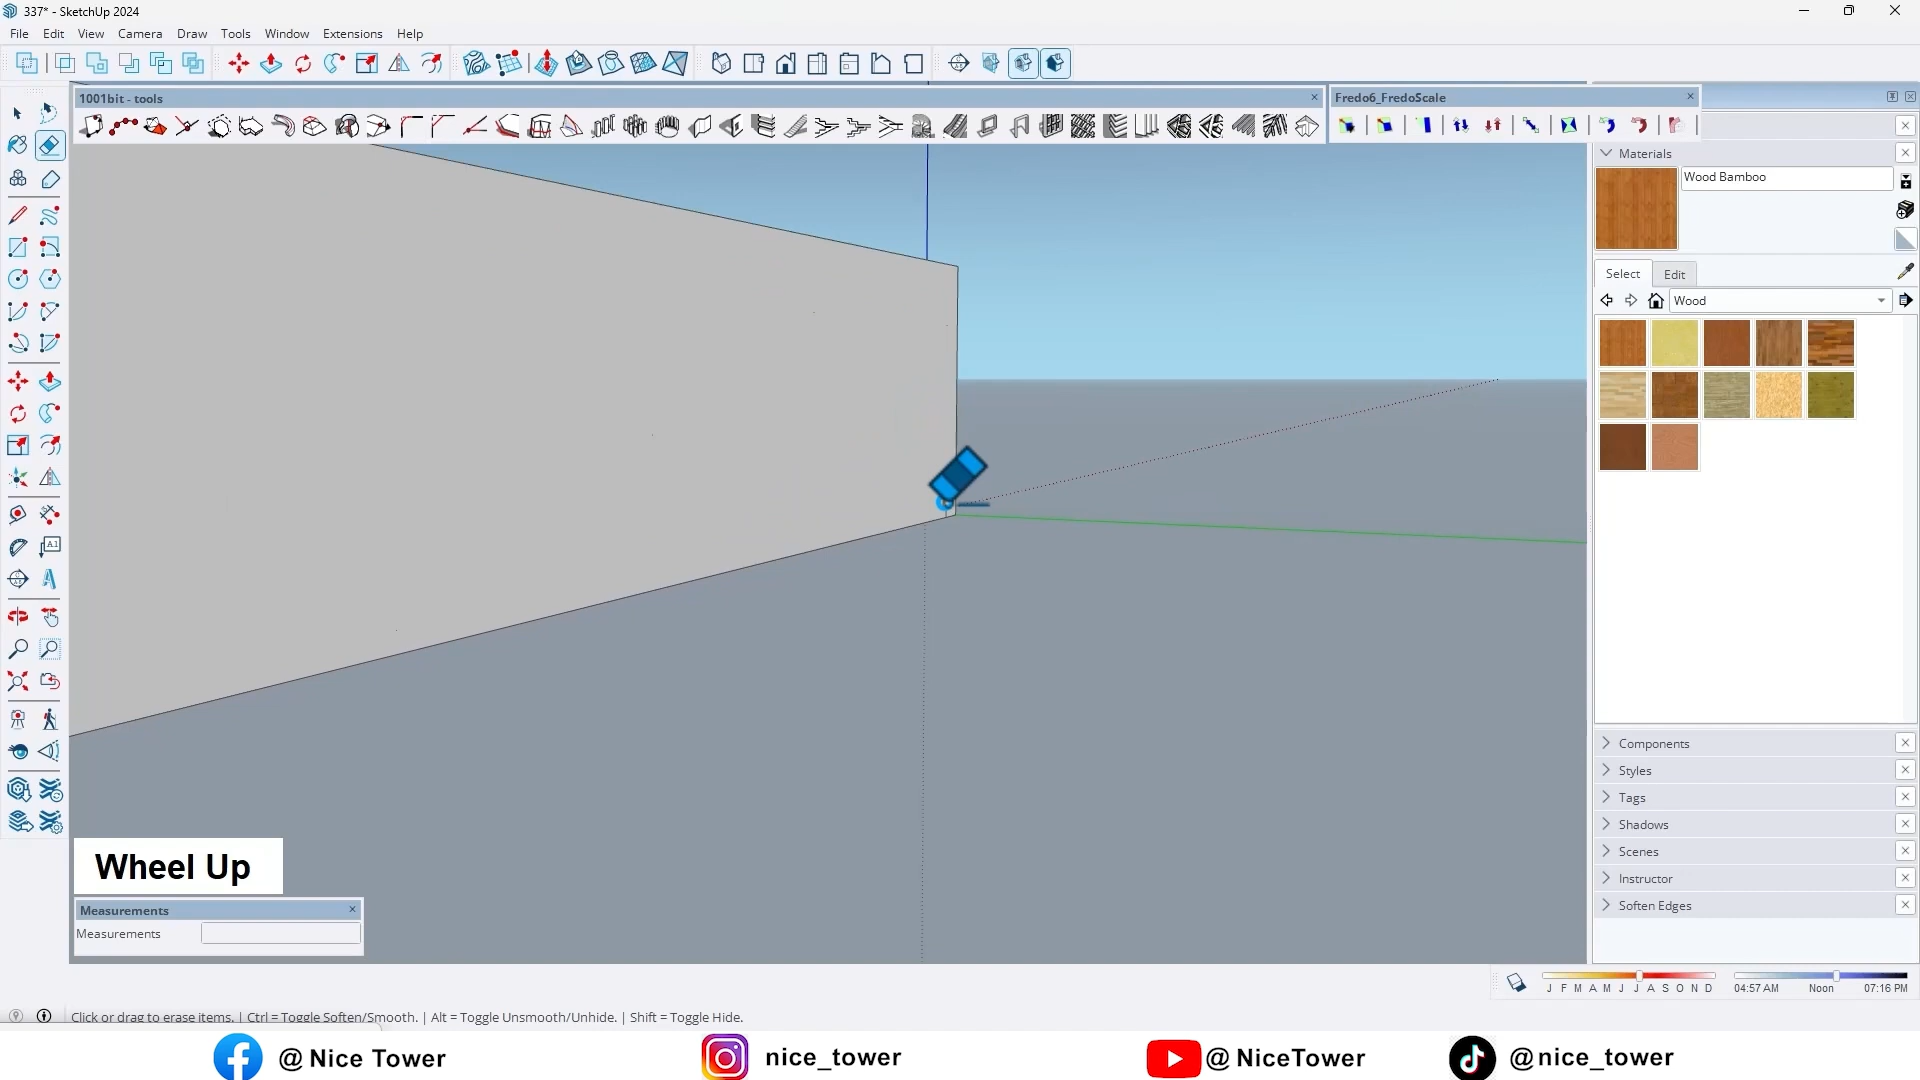 337* - SketchUp 2024
File Edit View Camera Draw Tools Window Extensions Help
1001bit - tools
Fredo6_FredoScale
Materials
Wood Bamboo
Select Edit
Wood
Components
Styles
Tags
Shadows
Scenes
Instructor
Soften Edges
Wheel Up
Measurements
Measurements
J F M A M J J A S O N D 04:57 AM Noon 07:16 PM
Click or drag to erase items. | Ctrl = Toggle Soften/Smooth. | Alt = Toggle Unsmooth/Unhide. | Shift = Toggle Hide.
@ Nice Tower nice_tower @ NiceTower @nice_tower